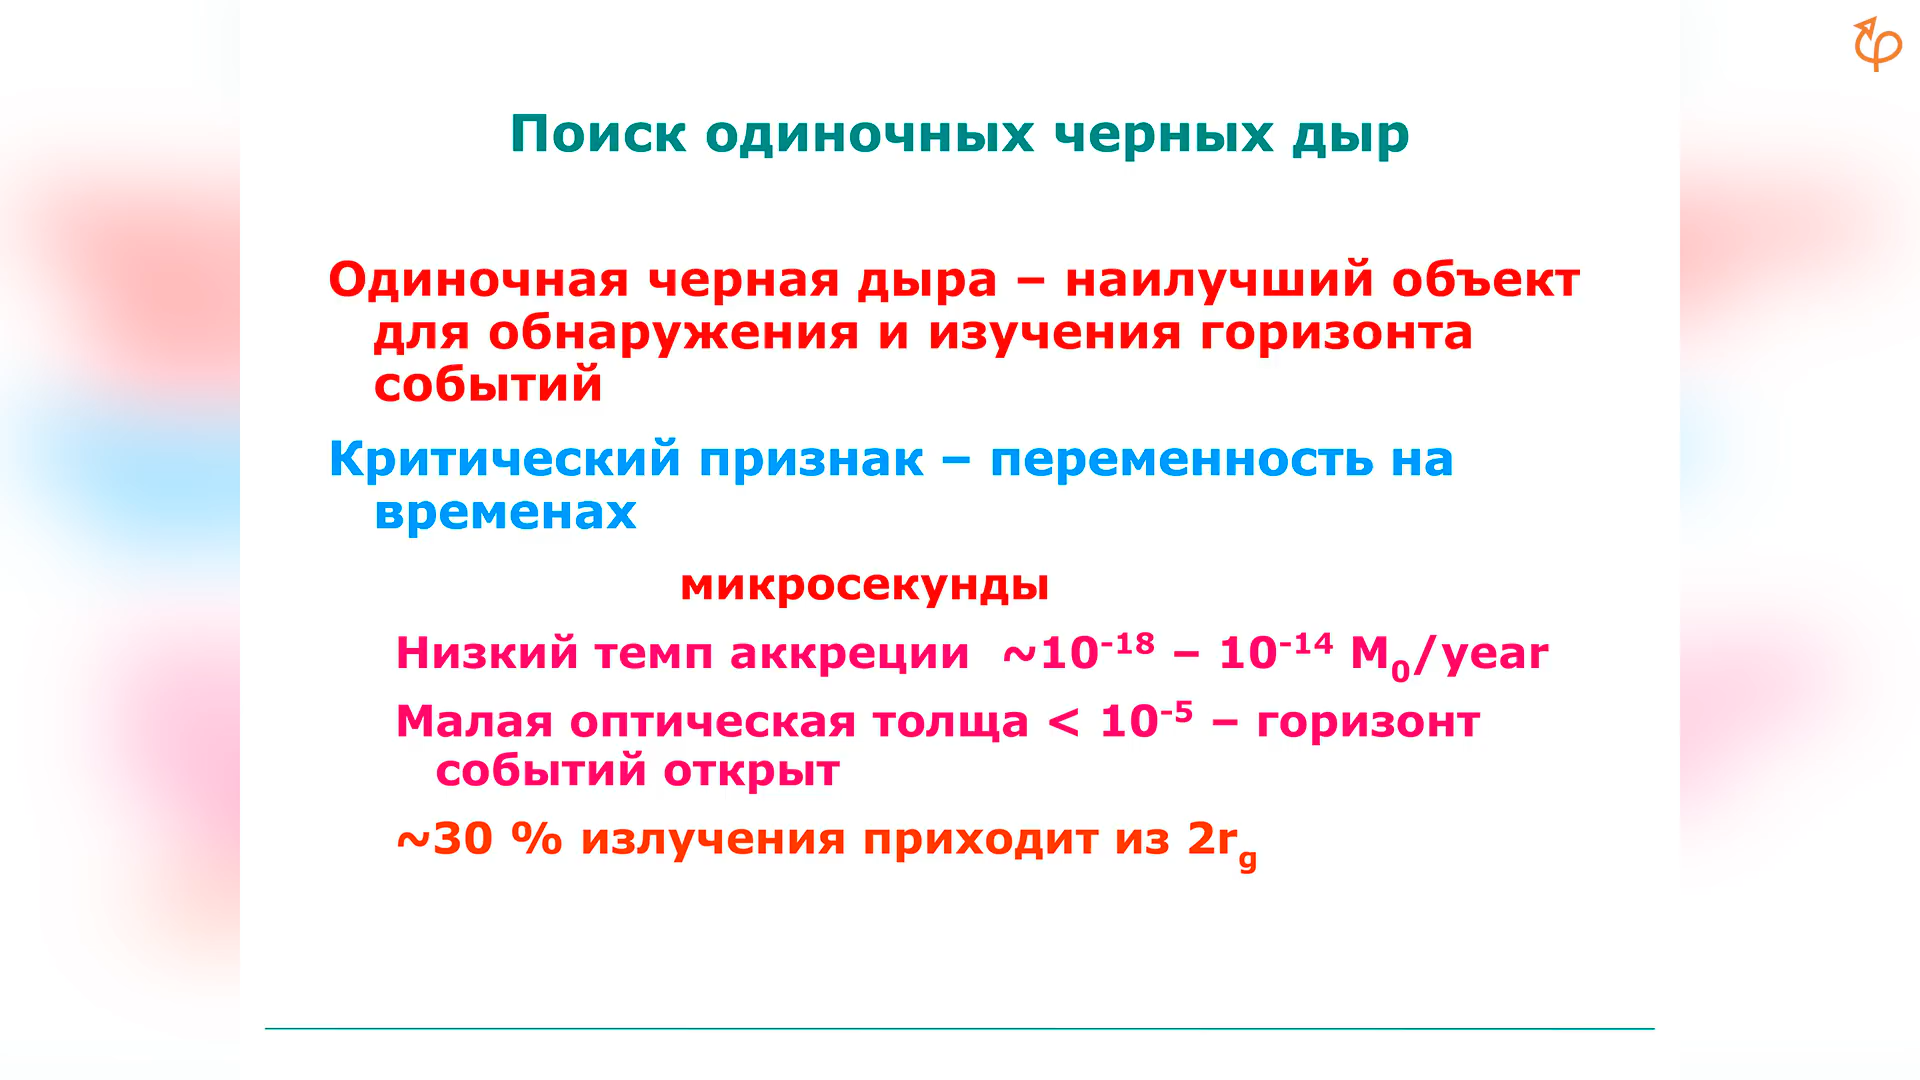 Поиск одиночных черных дыр
Одиночная черная дыра – наилучший объект
для обнаружения и изучения горизонта
событий
Критический признак – переменность на
временах
микросекунды
Низкий темп аккреции ~10⁻¹⁸ – 10⁻¹⁴ M₀/year
Малая оптическая толща < 10⁻⁵ – горизонт
событий открыт
~30 % излучения приходит из 2rg